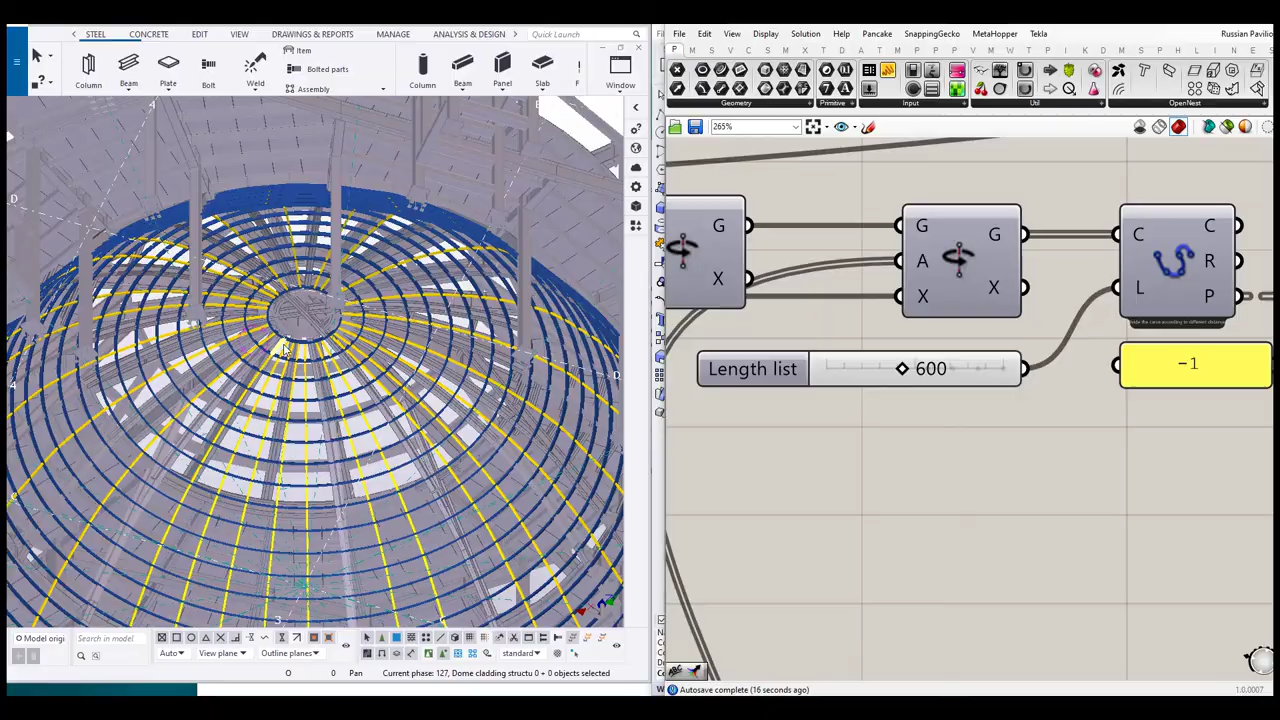 STEEL CONCRETE EDIT VIEW DRAWINGS & REPORTS MANAGE ANALYSIS & DESIGN Quick Launch
Column Beam Plate Bolt Weld
Item
Bolted parts
Assembly
Column Beam Panel Slab F Window
4
D
D
4
C
3
Model origi
Search in model
Auto View plane Outline planes standard
O 0 Pan Current phase: 127, Dome cladding structu 0 + 0 objects selected
File Edit View Display Solution Help Pancake SnappingGecko MetaHopper Tekla Russian Pavilio
P M S V M S C S M I S T D A V T M K R L F A M K T W B T P J H L N E S
Geometry Primitive Input Util OpenNest
265%
G
X
G
A
X
G
X
C
L
C
R
P
Length list 600
-1
Autosave complete (16 seconds ago)
1.0.0007